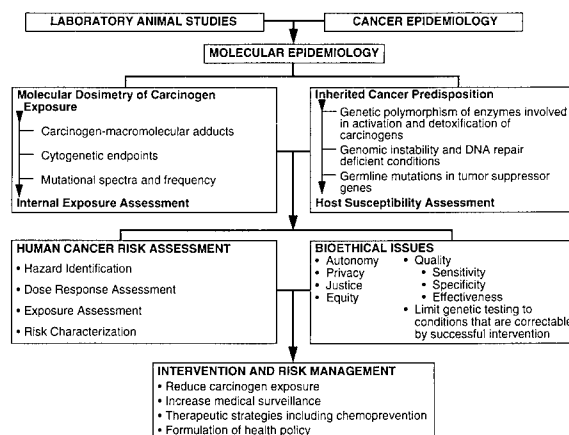 LABORATORY ANIMAL STUDIES
CANCER EPIDEMIOLOGY
MOLECULAR EPIDEMIOLOGY
Molecular Dosimetry of Carcinogen
Exposure
Carcinogen-macromolecular adducts
Cytogenetic endpoints
Mutational spectra and frequency
Internal Exposure Assessment
Inherited Cancer Predisposition
Genetic polymorphism of enzymes involved
in activation and detoxification of
carcinogens
Genomic instability and DNA repair
deficient conditions
Germline mutations in tumor suppressor
genes
Host Susceptibility Assessment
HUMAN CANCER RISK ASSESSMENT
• Hazard Identification
• Dose Response Assessment
• Exposure Assessment
• Risk Characterization
BIOETHICAL ISSUES
• Autonomy
• Privacy
• Justice
• Equity
• Quality
• Sensitivity
• Specificity
• Effectiveness
• Limit genetic testing to
conditions that are correctable
by successful intervention
INTERVENTION AND RISK MANAGEMENT
• Reduce carcinogen exposure
• Increase medical surveillance
• Therapeutic strategies including chemoprevention
• Formulation of health policy